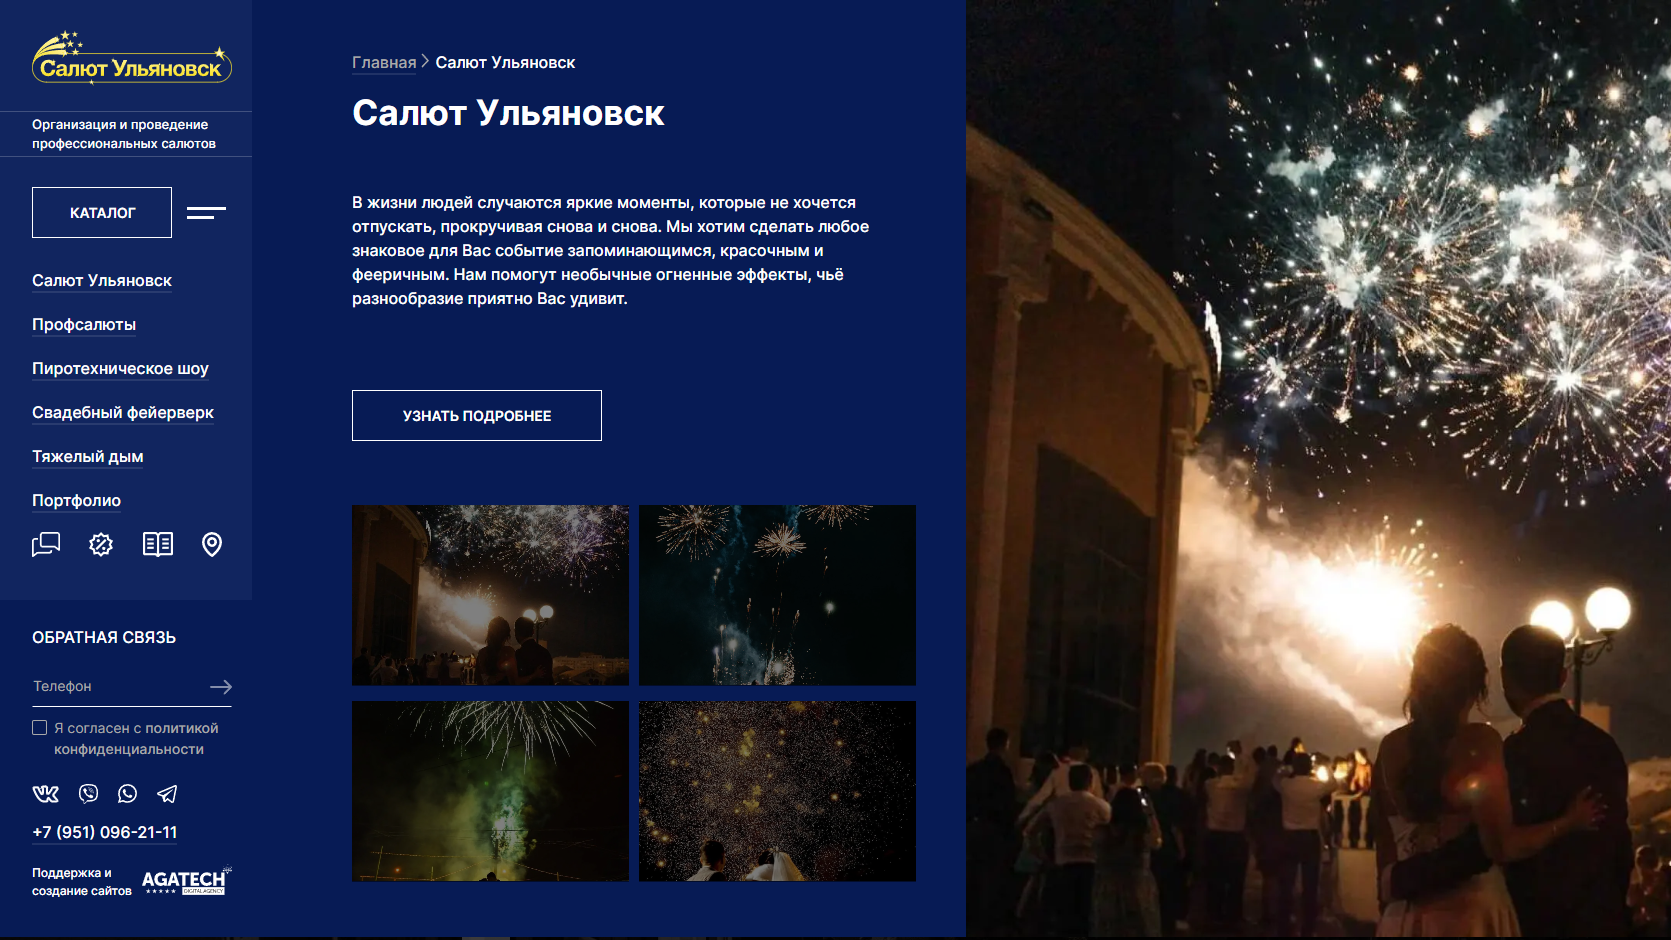 Салют Ульяновск
Организация и проведение
профессиональных салютов
КАТАЛОГ
Салют Ульяновск
Профсалюты
Пиротехническое шоу
Свадебный фейерверк
Тяжелый дым
Портфолио
ОБРАТНАЯ СВЯЗЬ
Телефон
Я согласен с политикой
конфиденциальности
+7 (951) 096-21-11
Поддержка и
создание сайтов
AGATECH
DIGITAL AGENCY
Главная
Салют Ульяновск
Салют Ульяновск
В жизни людей случаются яркие моменты, которые не хочется
отпускать, прокручивая снова и снова. Мы хотим сделать любое
знаковое для Вас событие запоминающимся, красочным и
фееричным. Нам помогут необычные огненные эффекты, чьё
разнообразие приятно Вас удивит.
УЗНАТЬ ПОДРОБНЕЕ